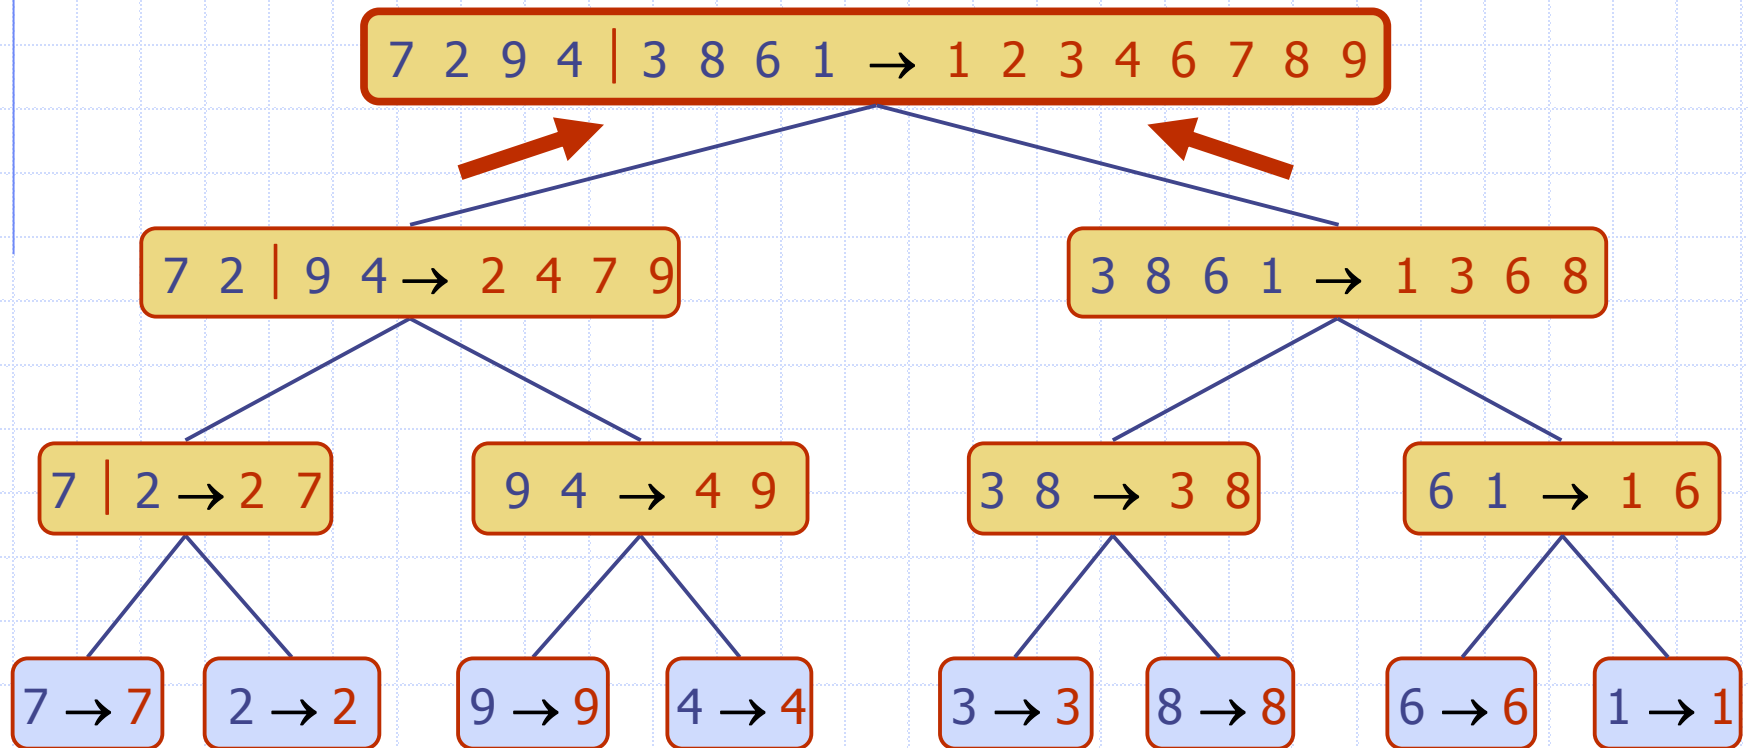 7 2 9 4 | 3 8 6 1 → 1 2 3 4 6 7 8 9
7 2 | 9 4 → 2 4 7 9
3 8 6 1 → 1 3 6 8
7 | 2 → 2 7
9 4 → 4 9
3 8 → 3 8
6 1 → 1 6
7 → 7
2 → 2
9 → 9
4 → 4
3 → 3
8 → 8
6 → 6
1 → 1